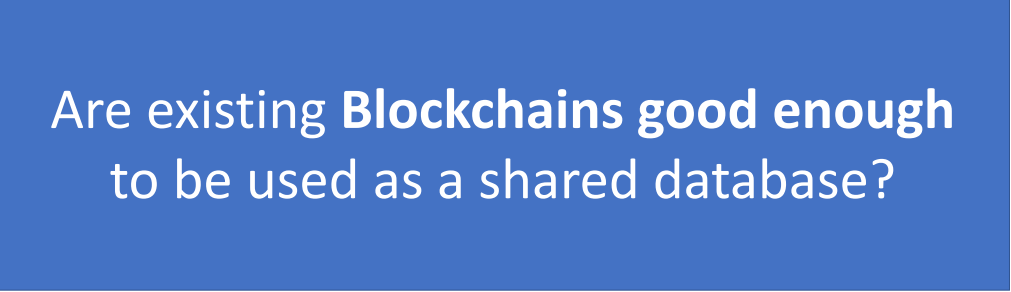 Are existing Blockchains good enough
to be used as a shared database?